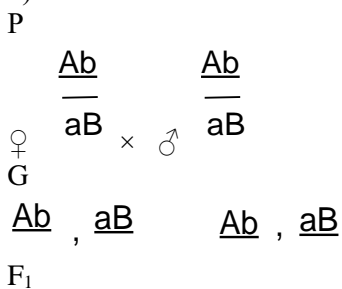 P
Ab Ab
♀ aB × ♂ aB
G
Ab , aB Ab , aB
F1